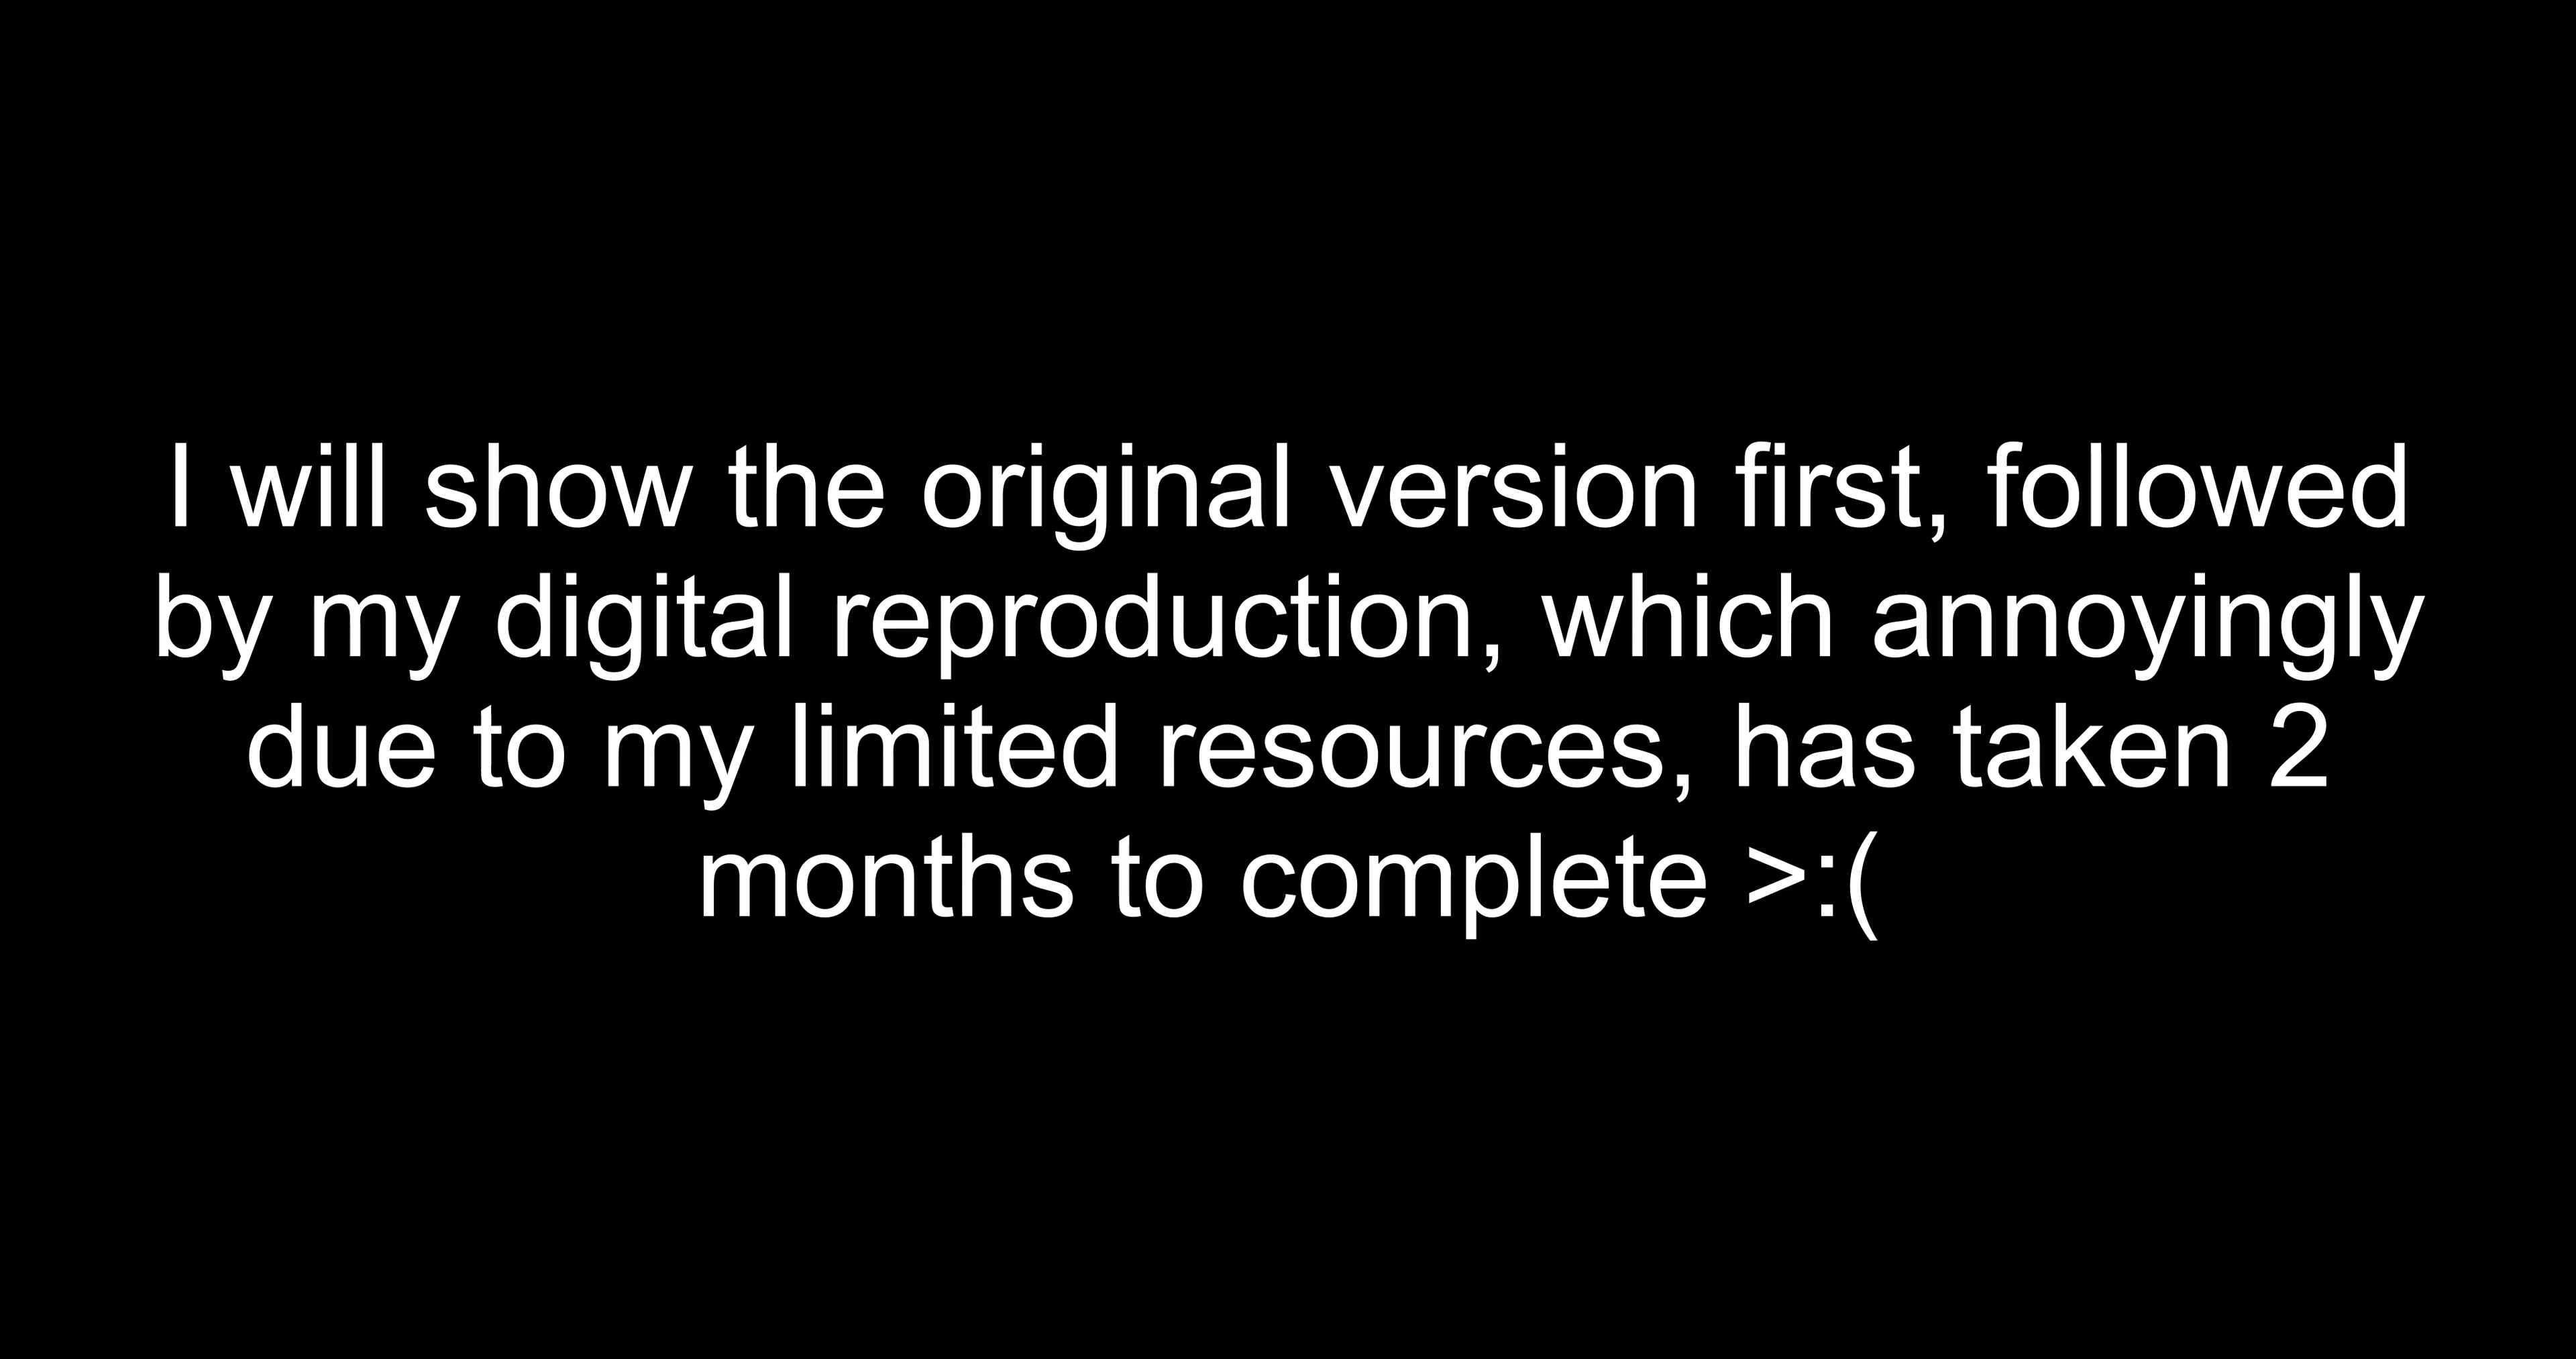 I will show the original version first, followed
by my digital reproduction, which annoyingly
due to my limited resources, has taken 2
months to complete >:(